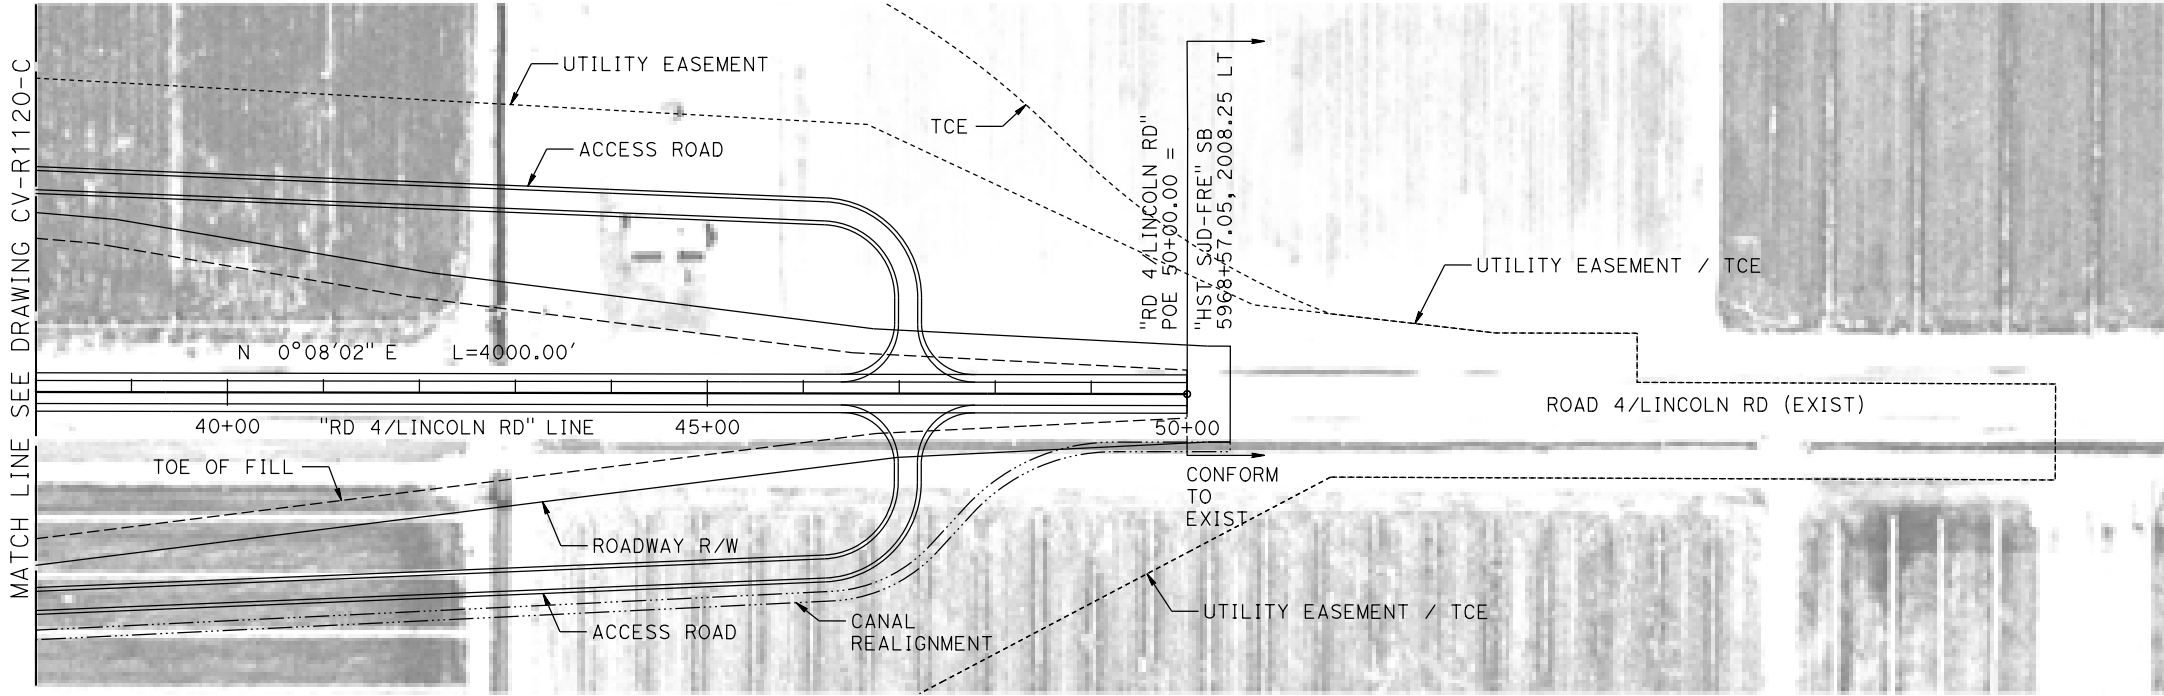 MATCH LINE SEE DRAWING CV-R1120-C
UTILITY EASEMENT
ACCESS ROAD
TCE
"RD 4/LINCOLN RD"
POE 50+00.00 =
"HST SJD-FRE" SB
5968+57.05, 2008.25 LT
UTILITY EASEMENT / TCE
N 0°08'02" E L=4000.00'
ROAD 4/LINCOLN RD (EXIST)
40+00 "RD 4/LINCOLN RD" LINE 45+00 50+00
TOE OF FILL
CONFORM
TO
EXIST
ROADWAY R/W
UTILITY EASEMENT / TCE
ACCESS ROAD
CANAL
REALIGNMENT